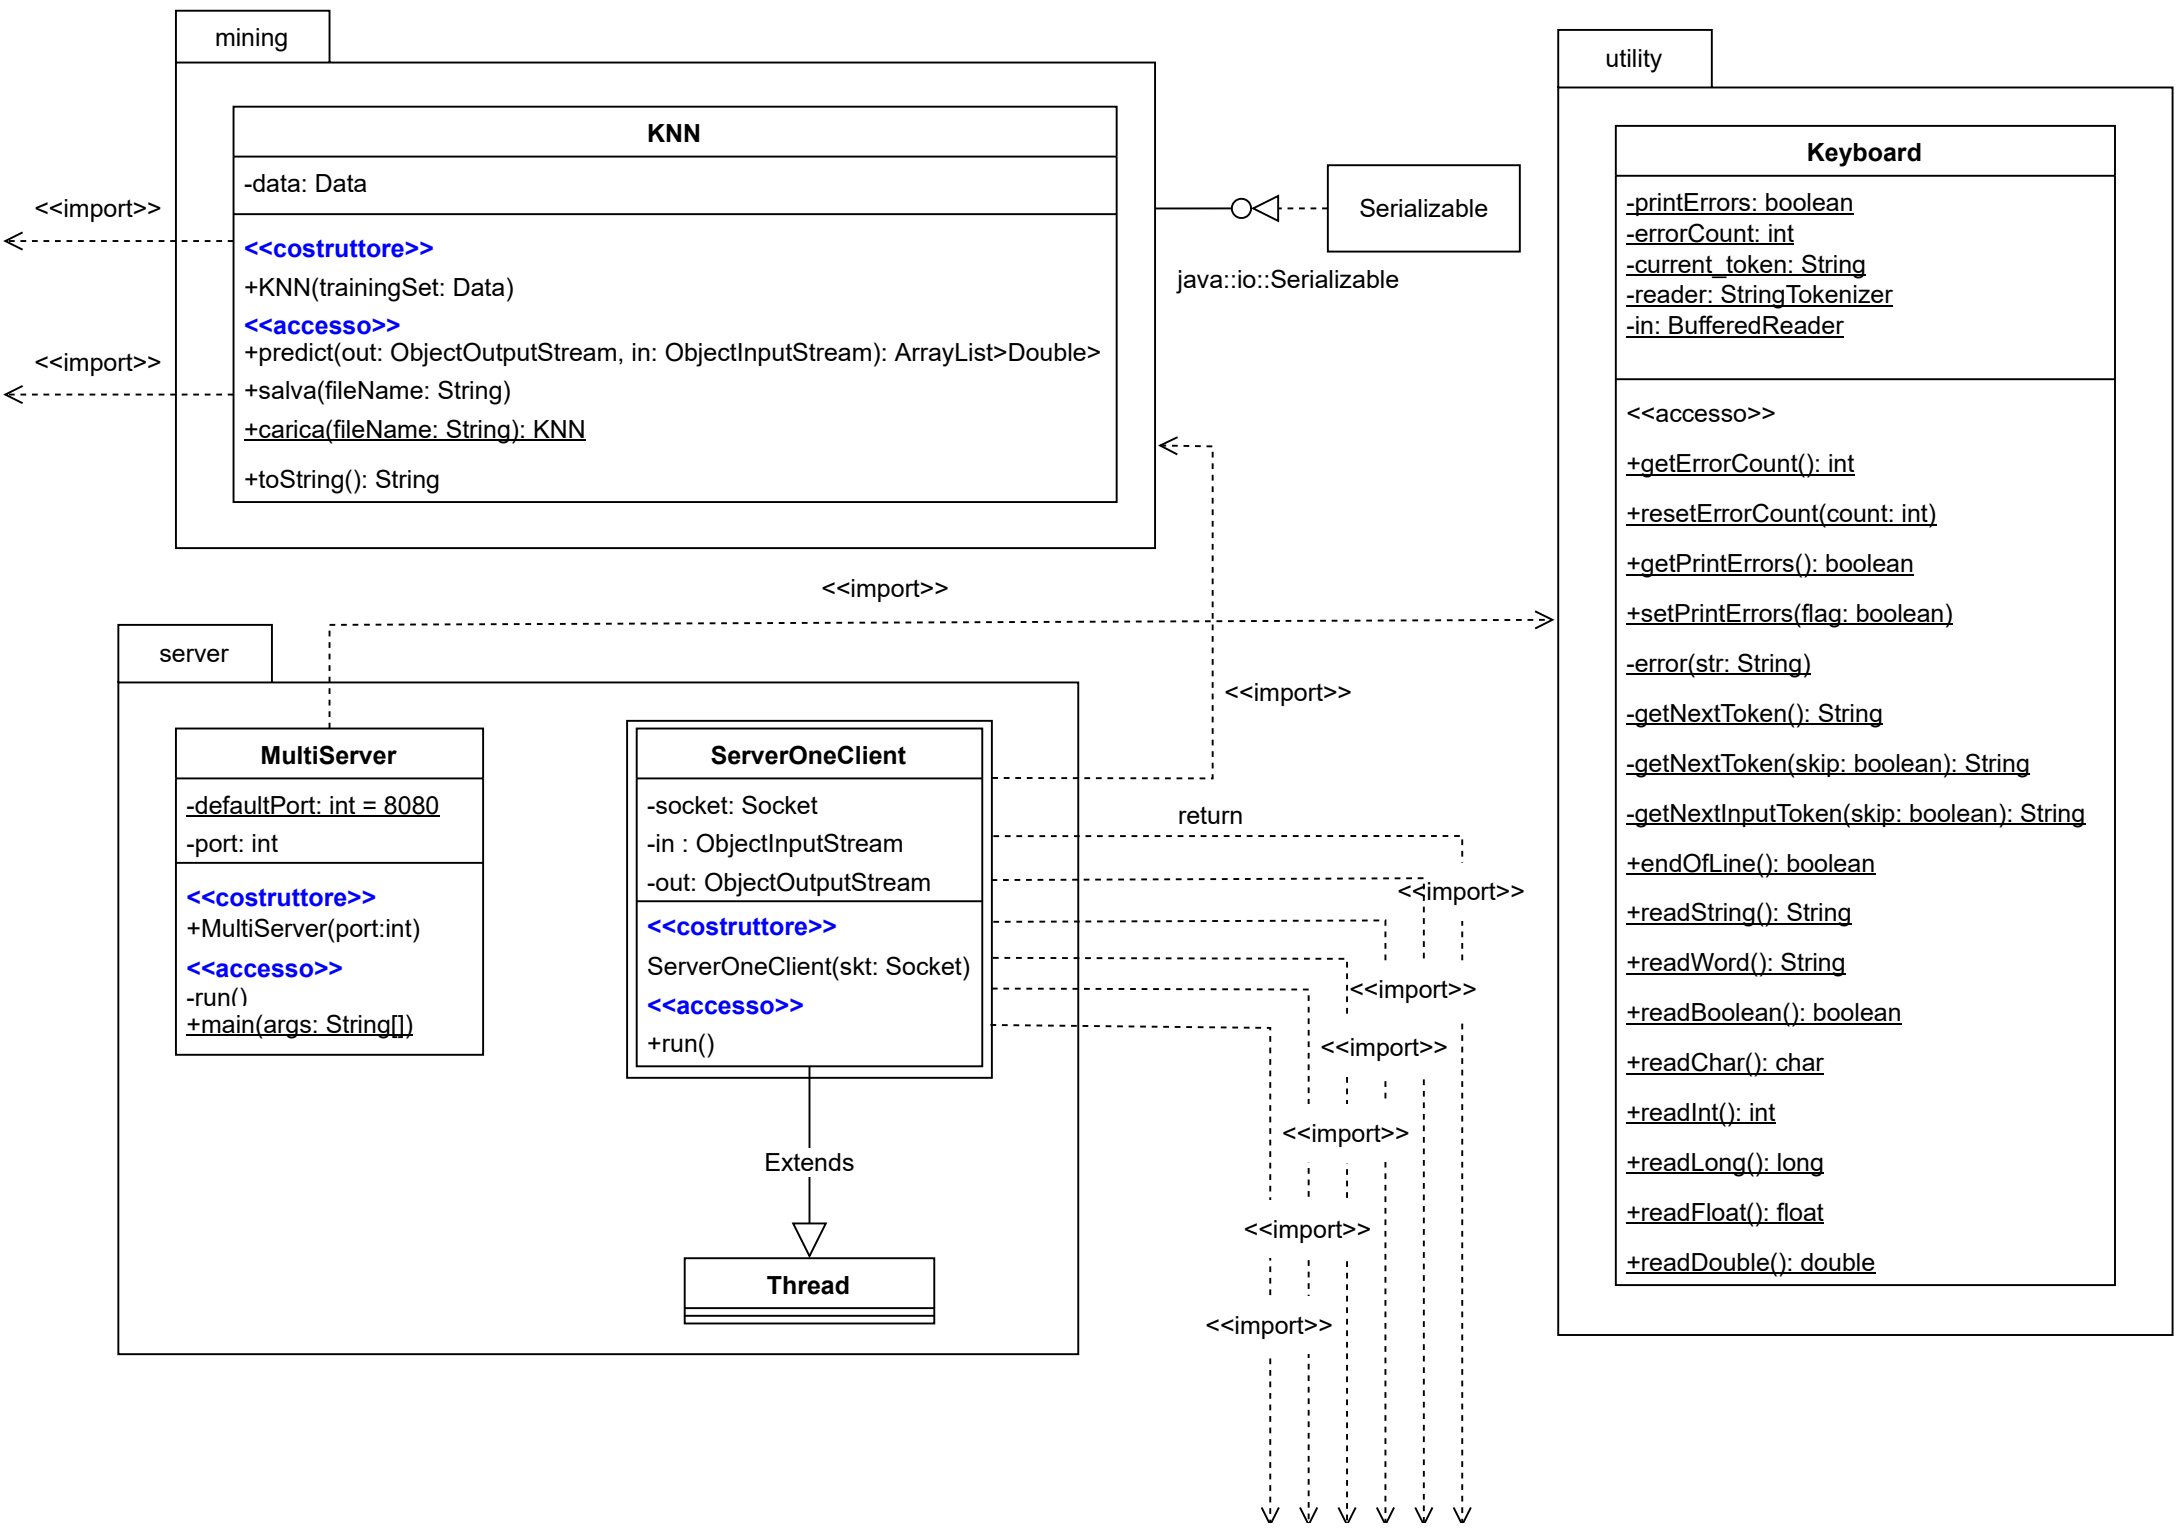 mining
KNN
-data: Data
<<costruttore>>
+KNN(trainingSet: Data)
<<accesso>>
+predict(out: ObjectOutputStream, in: ObjectInputStream): ArrayList>Double>
+salva(fileName: String)
+carica(fileName: String): KNN
+toString(): String
<<import>>
<<import>>
Serializable
java::io::Serializable
utility
Keyboard
-printErrors: boolean
-errorCount: int
-current_token: String
-reader: StringTokenizer
-in: BufferedReader
<<accesso>>
+getErrorCount(): int
+resetErrorCount(count: int)
+getPrintErrors(): boolean
+setPrintErrors(flag: boolean)
-error(str: String)
-getNextToken(): String
-getNextToken(skip: boolean): String
-getNextInputToken(skip: boolean): String
+endOfLine(): boolean
+readString(): String
+readWord(): String
+readBoolean(): boolean
+readChar(): char
+readInt(): int
+readLong(): long
+readFloat(): float
+readDouble(): double
<<import>>
<<import>>
server
MultiServer
-defaultPort: int = 8080
-port: int
<<costruttore>>
+MultiServer(port:int)
<<accesso>>
-run()
+main(args: String[])
ServerOneClient
-socket: Socket
-in : ObjectInputStream
-out: ObjectOutputStream
<<costruttore>>
ServerOneClient(skt: Socket)
<<accesso>>
+run()
Extends
Thread
return
<<import>>
<<import>>
<<import>>
<<import>>
<<import>>
<<import>>